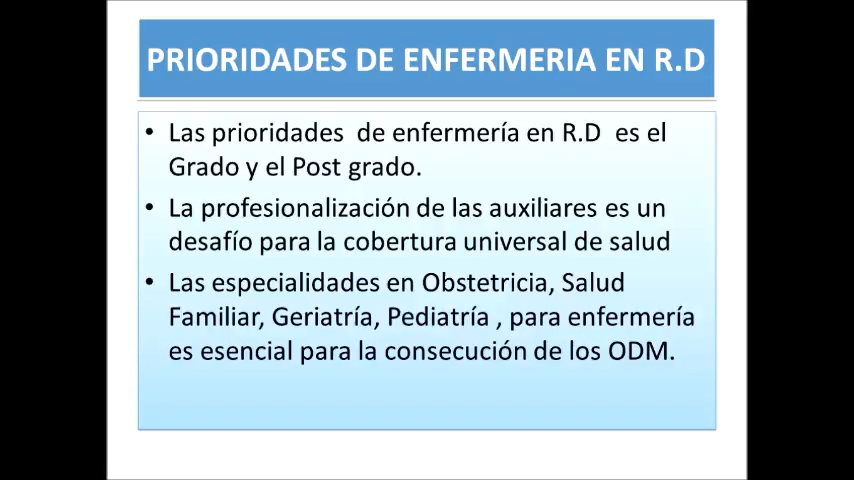 PRIORIDADES DE ENFERMERIA EN R.D
• Las prioridades  de enfermería en R.D  es el
Grado y el Post grado.
• La profesionalización de las auxiliares es un
desafío para la cobertura universal de salud
• Las especialidades en Obstetricia, Salud
Familiar, Geriatría, Pediatría , para enfermería
es esencial para la consecución de los ODM.